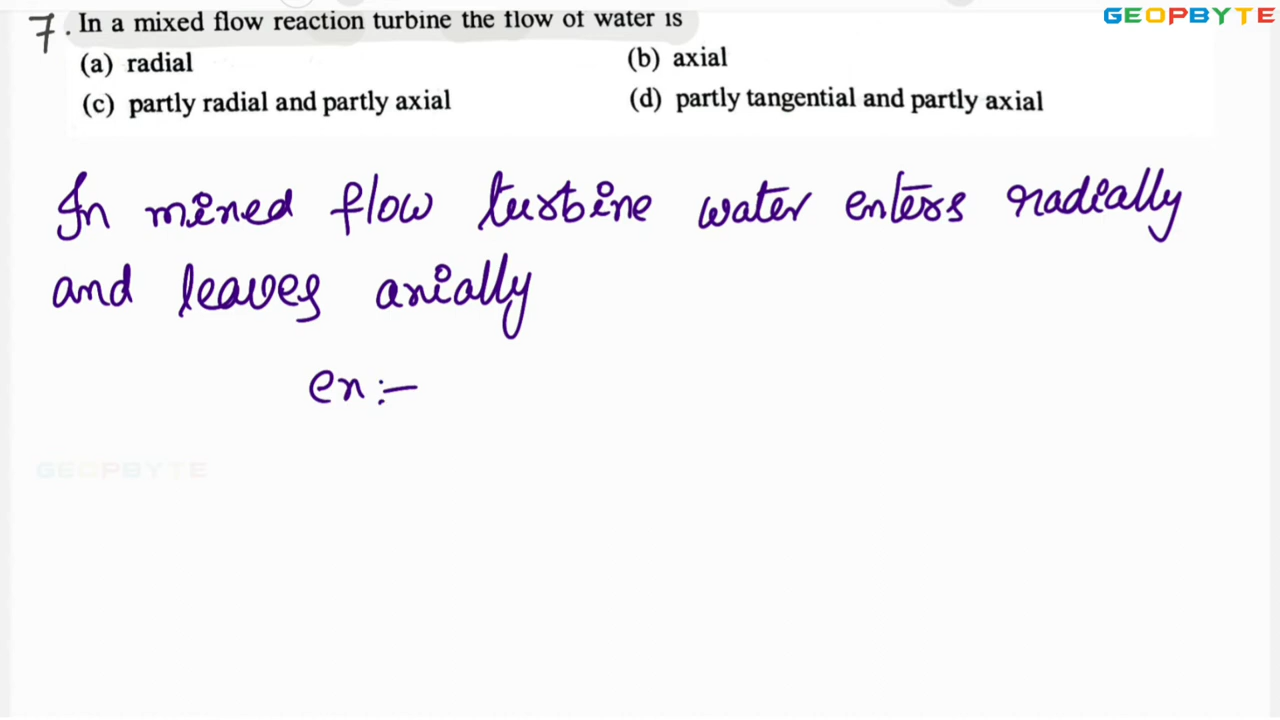 GEOPBYTE
7. In a mixed flow reaction turbine the flow of water is
(a) radial (b) axial
(c) partly radial and partly axial (d) partly tangential and partly axial
In mixed flow turbine water enters radially
and leaves axially
ex :-
GEOPBYTE